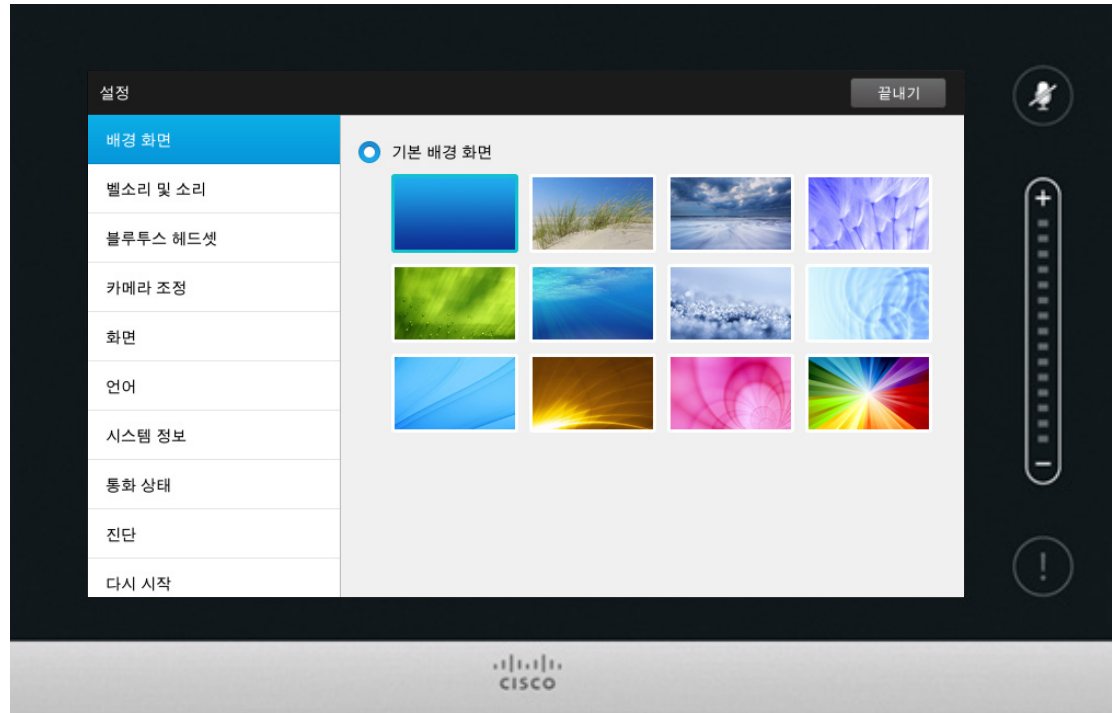 설정
끝내기
배경 화면
벨소리 및 소리
블루투스 헤드셋
카메라 조정
화면
언어
시스템 정보
통화 상태
진단
다시 시작
기본 배경 화면
+
−
!
CISCO